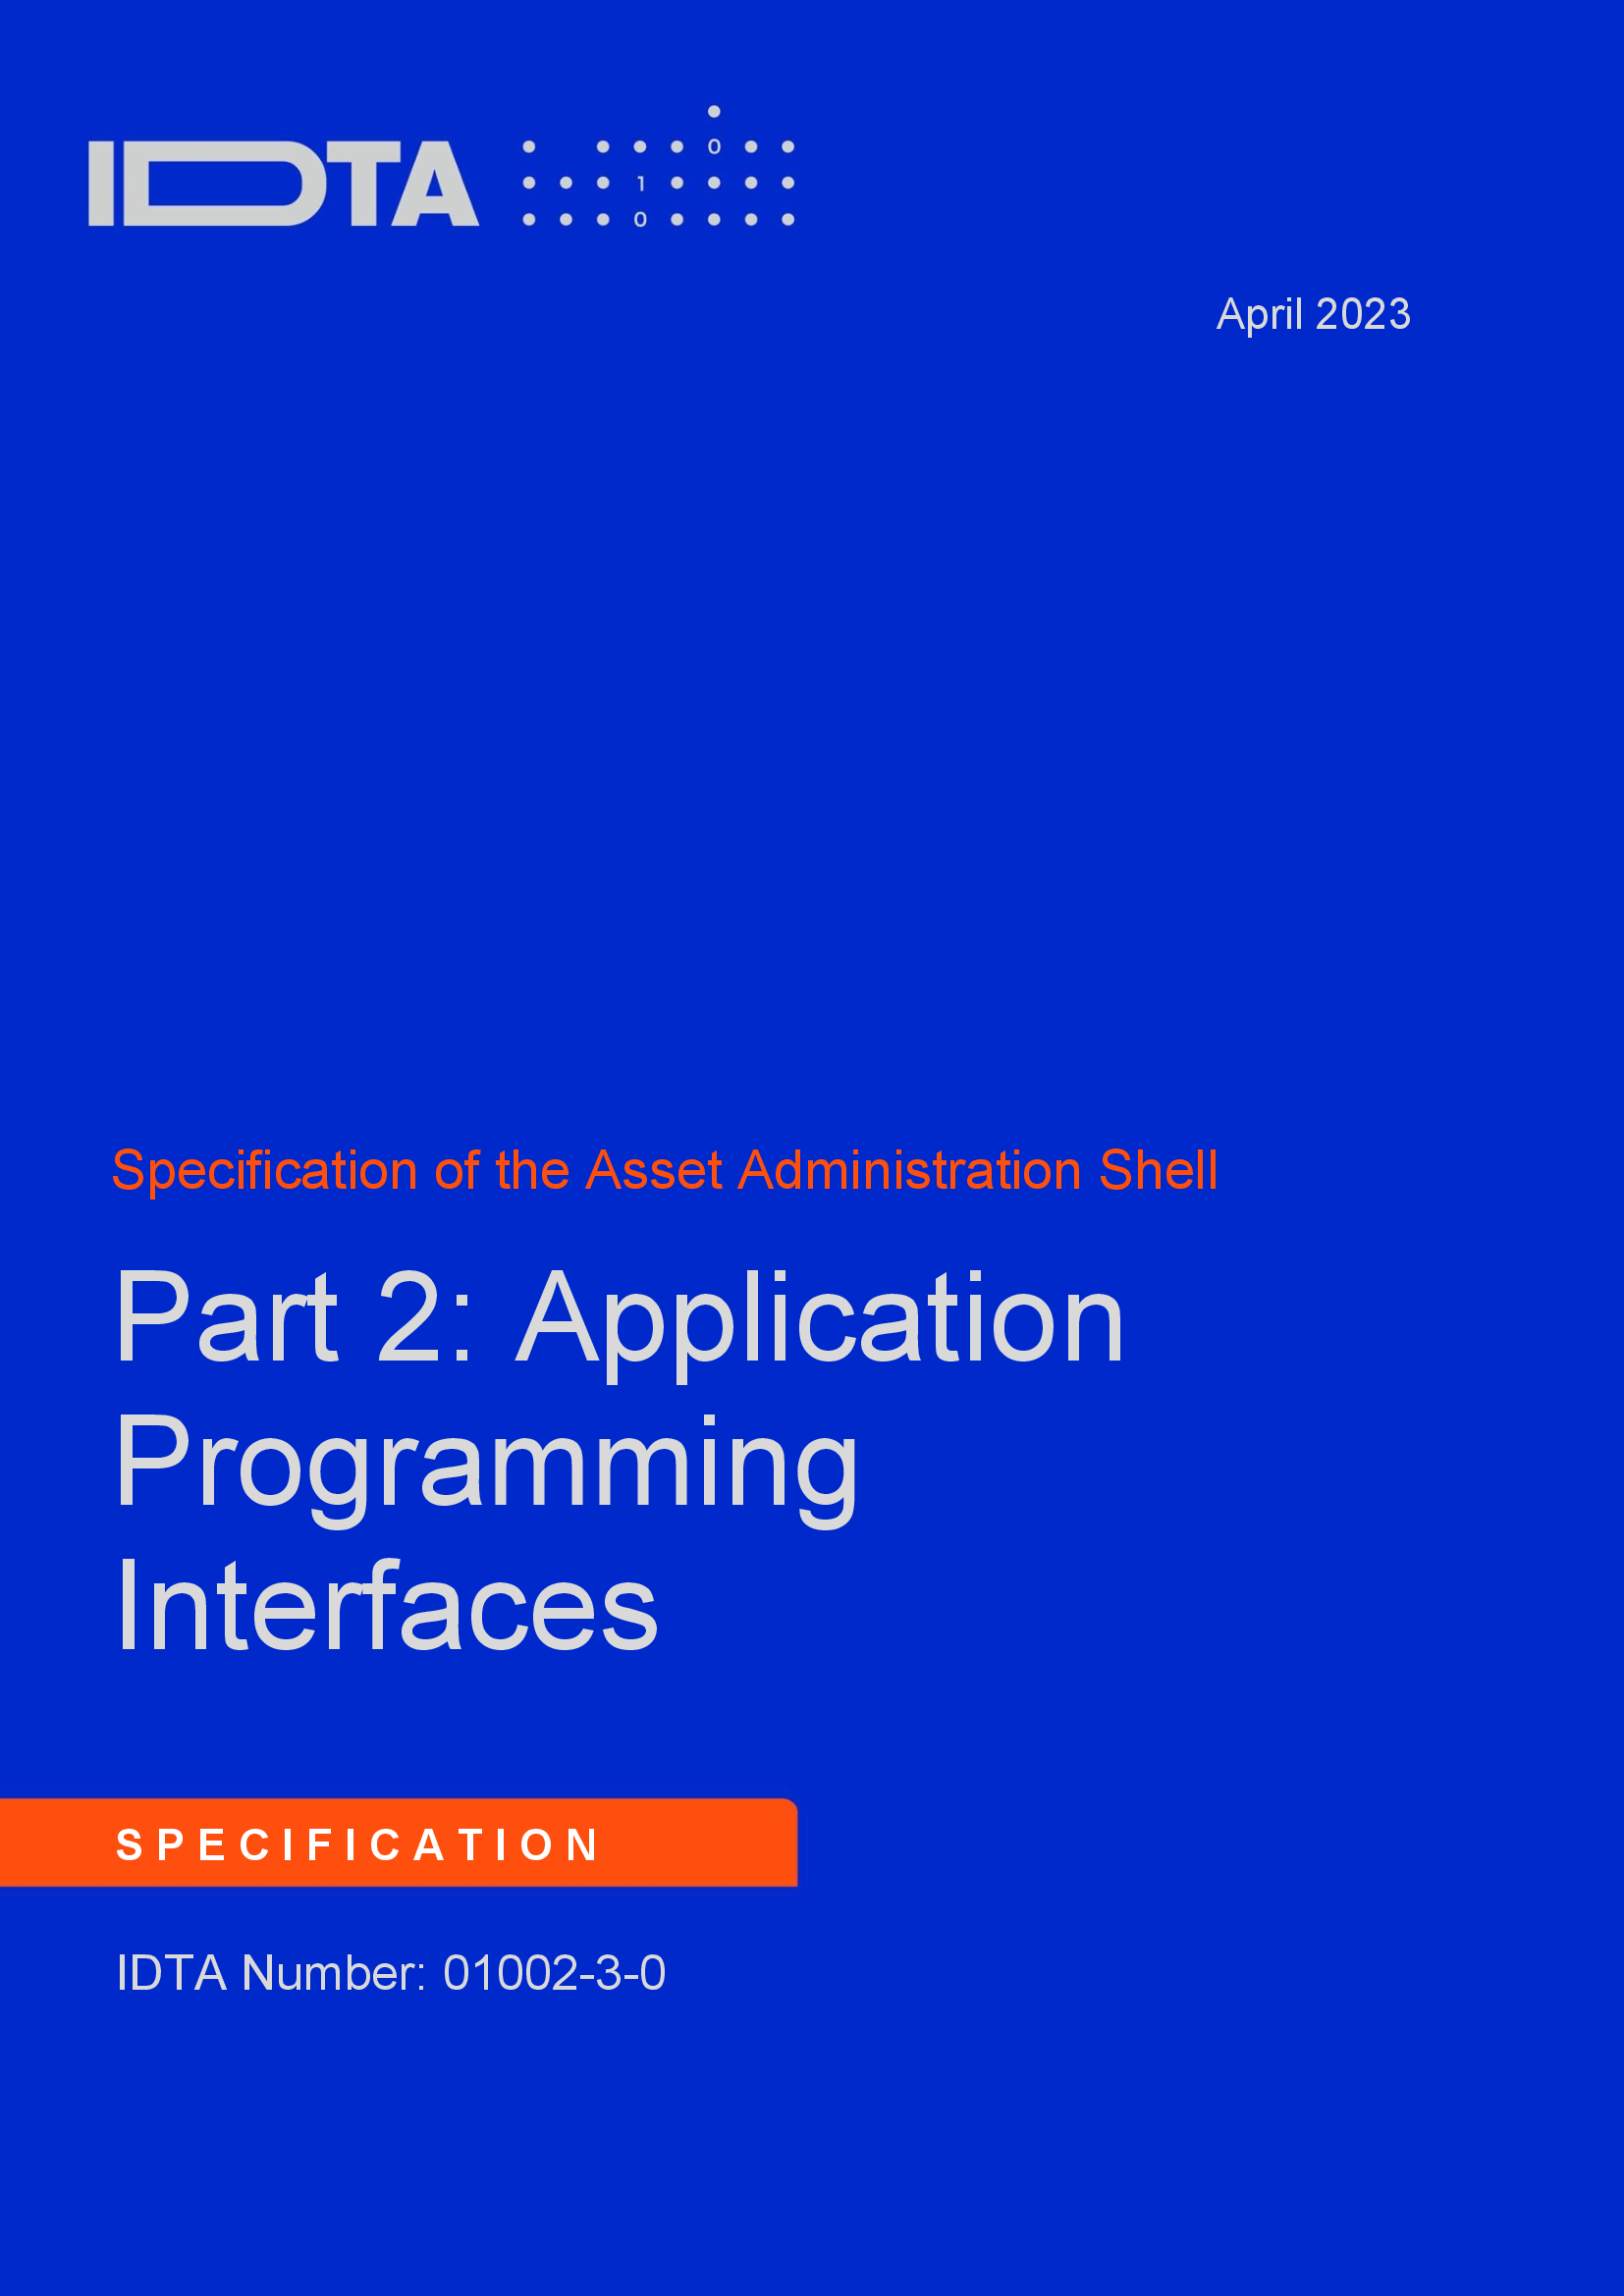 IDTA
0
1
0
April 2023
Specification of the Asset Administration Shell
Part 2: Application
Programming
Interfaces
SPECIFICATION
IDTA Number: 01002-3-0